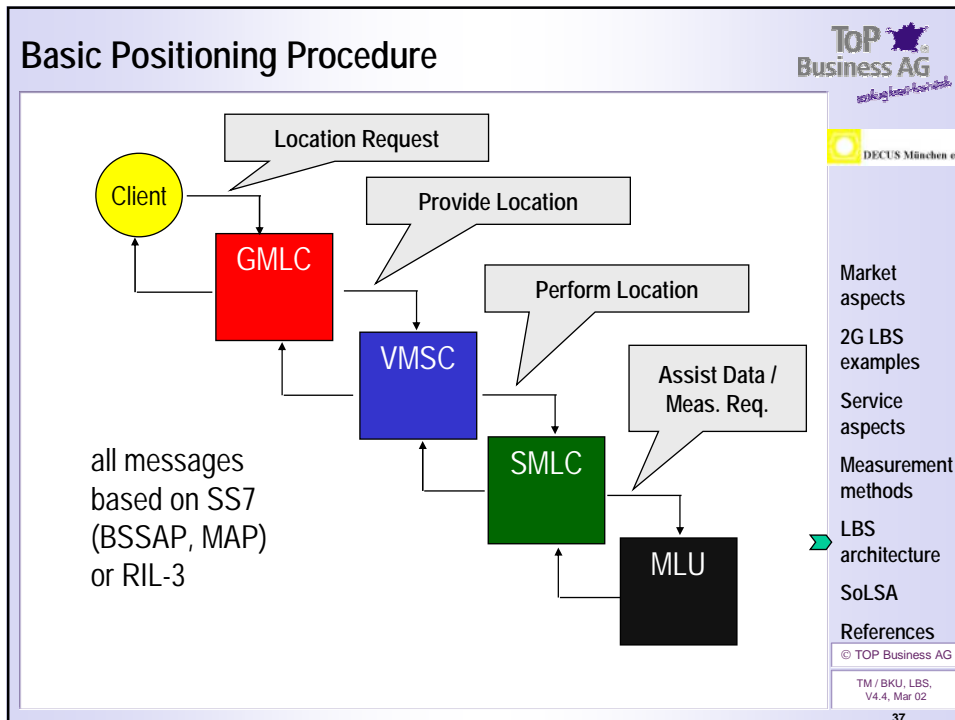 Basic Positioning Procedure
ToP
Business AG
DECUS München e
Location Request
Client
Provide Location
GMLC
Perform Location
VMSC
Assist Data /
Meas. Req.
SMLC
MLU
all messages
based on SS7
(BSSAP, MAP)
or RIL-3
Market
aspects
2G LBS
examples
Service
aspects
Measurement
methods
LBS
architecture
SoLSA
References
© TOP Business AG
TM / BKU, LBS,
V4.4, Mar 02
37